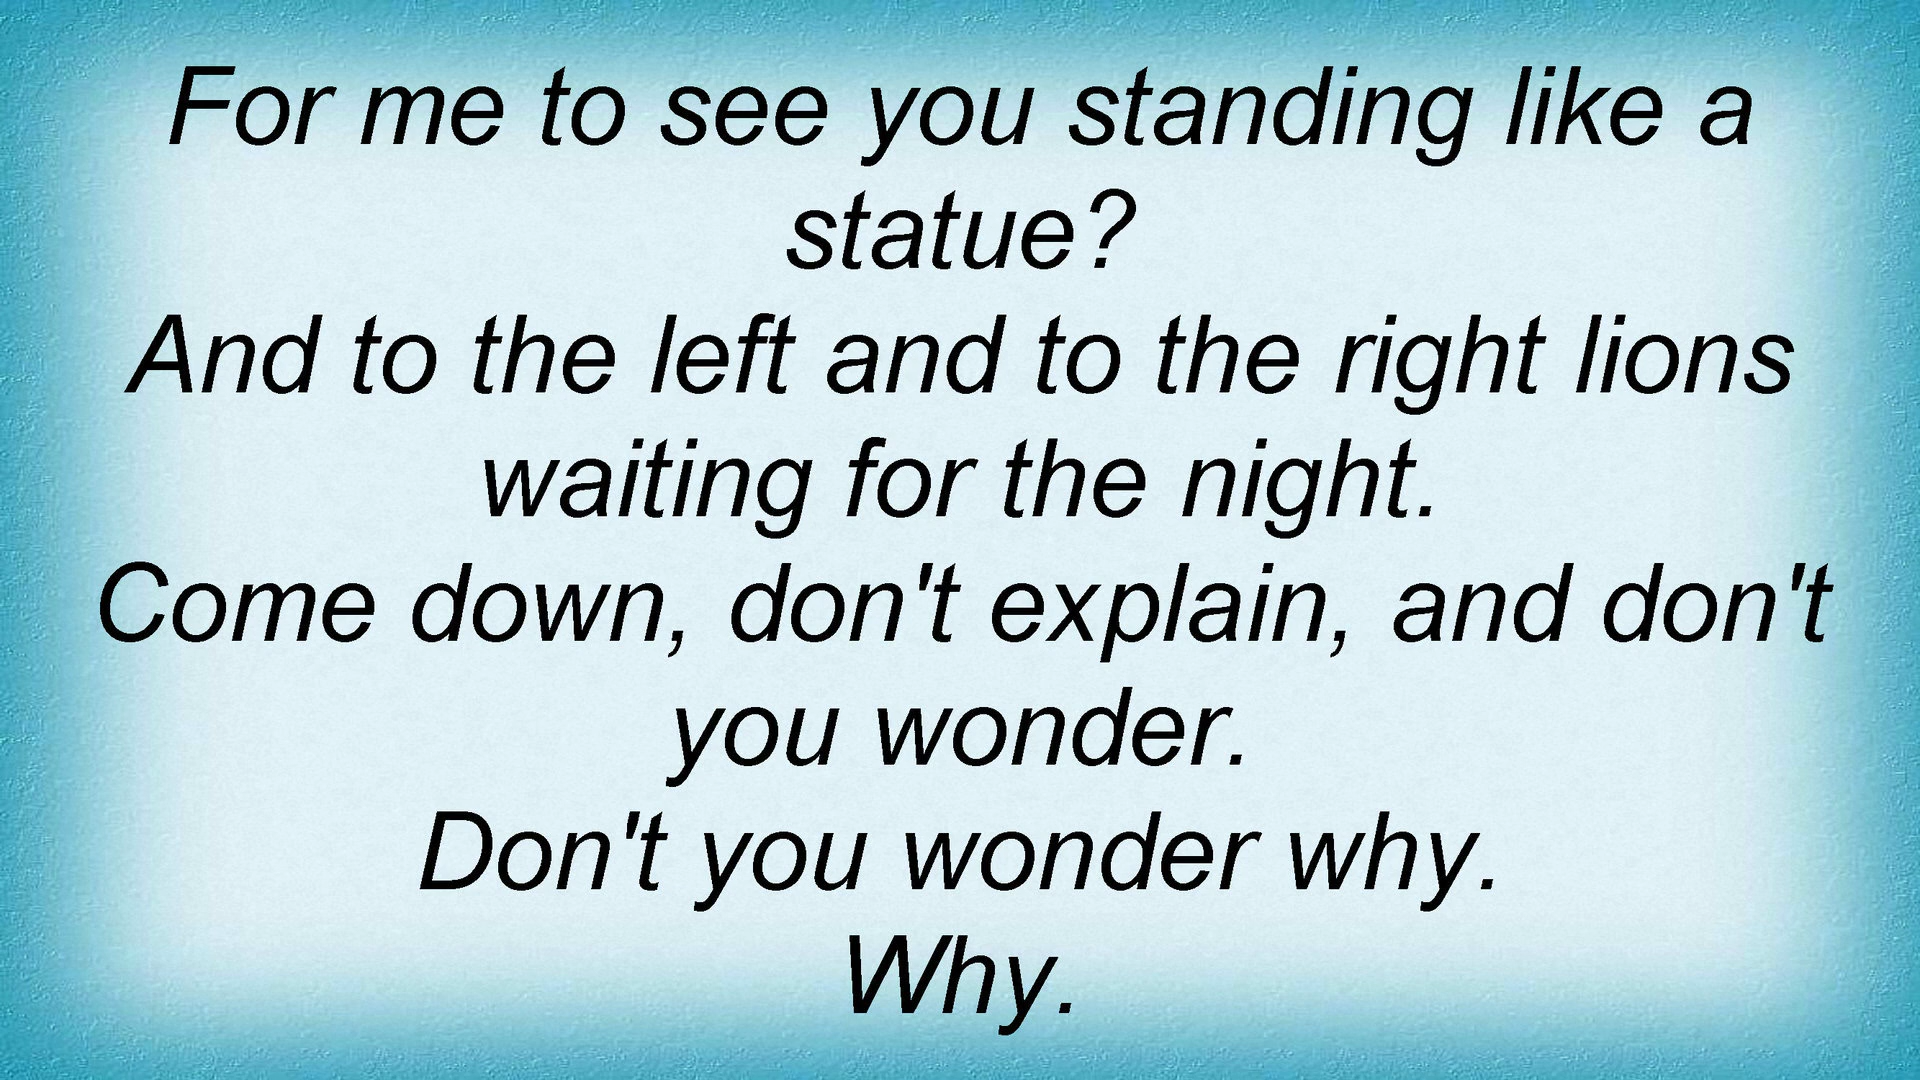 For me to see you standing like a
statue?
And to the left and to the right lions
waiting for the night.
Come down, don't explain, and don't
you wonder.
Don't you wonder why.
Why.